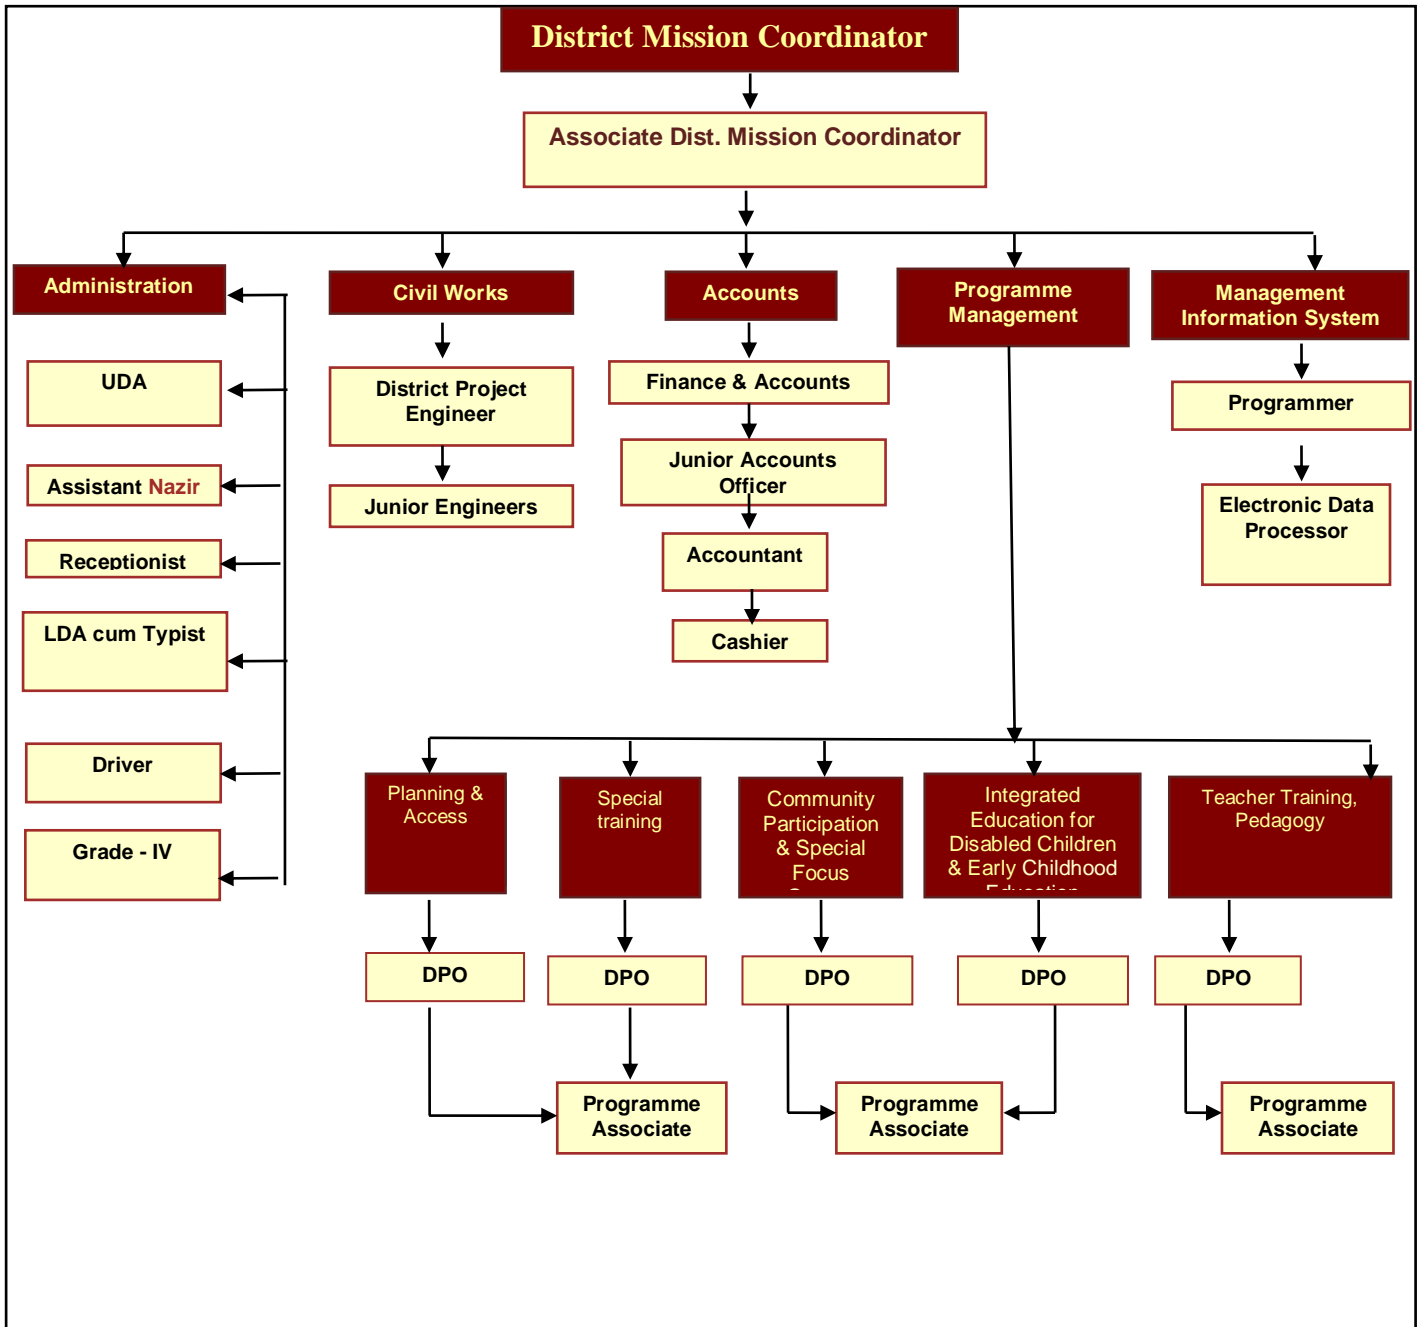 District Mission Coordinator
Associate Dist. Mission Coordinator
Administration
Civil Works
Accounts
Programme
Management
Management
Information System
UDA
District Project
Engineer
Finance & Accounts
Programmer
Assistant Nazir
Junior Engineers
Junior Accounts
Officer
Electronic Data
Processor
Receptionist
Accountant
LDA cum Typist
Cashier
Driver
Grade - IV
Planning &
Access
Special
training
Community
Participation
& Special
Focus
Integrated
Education for
Disabled Children
& Early Childhood
Education
Teacher Training,
Pedagogy
DPO
DPO
DPO
DPO
DPO
Programme
Associate
Programme
Associate
Programme
Associate